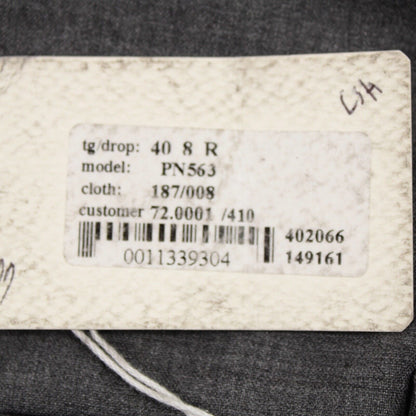 tg/drop: 40 8 R
model: PN563
cloth: 187/008
customer 72.0001 /410
402066
0011339304 149161